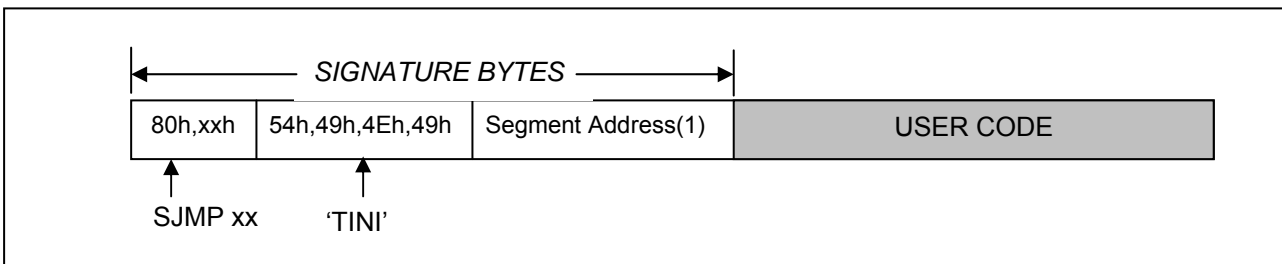 SIGNATURE BYTES
80h,xxh 54h,49h,4Eh,49h Segment Address(1) USER CODE
SJMP xx ‘TINI’